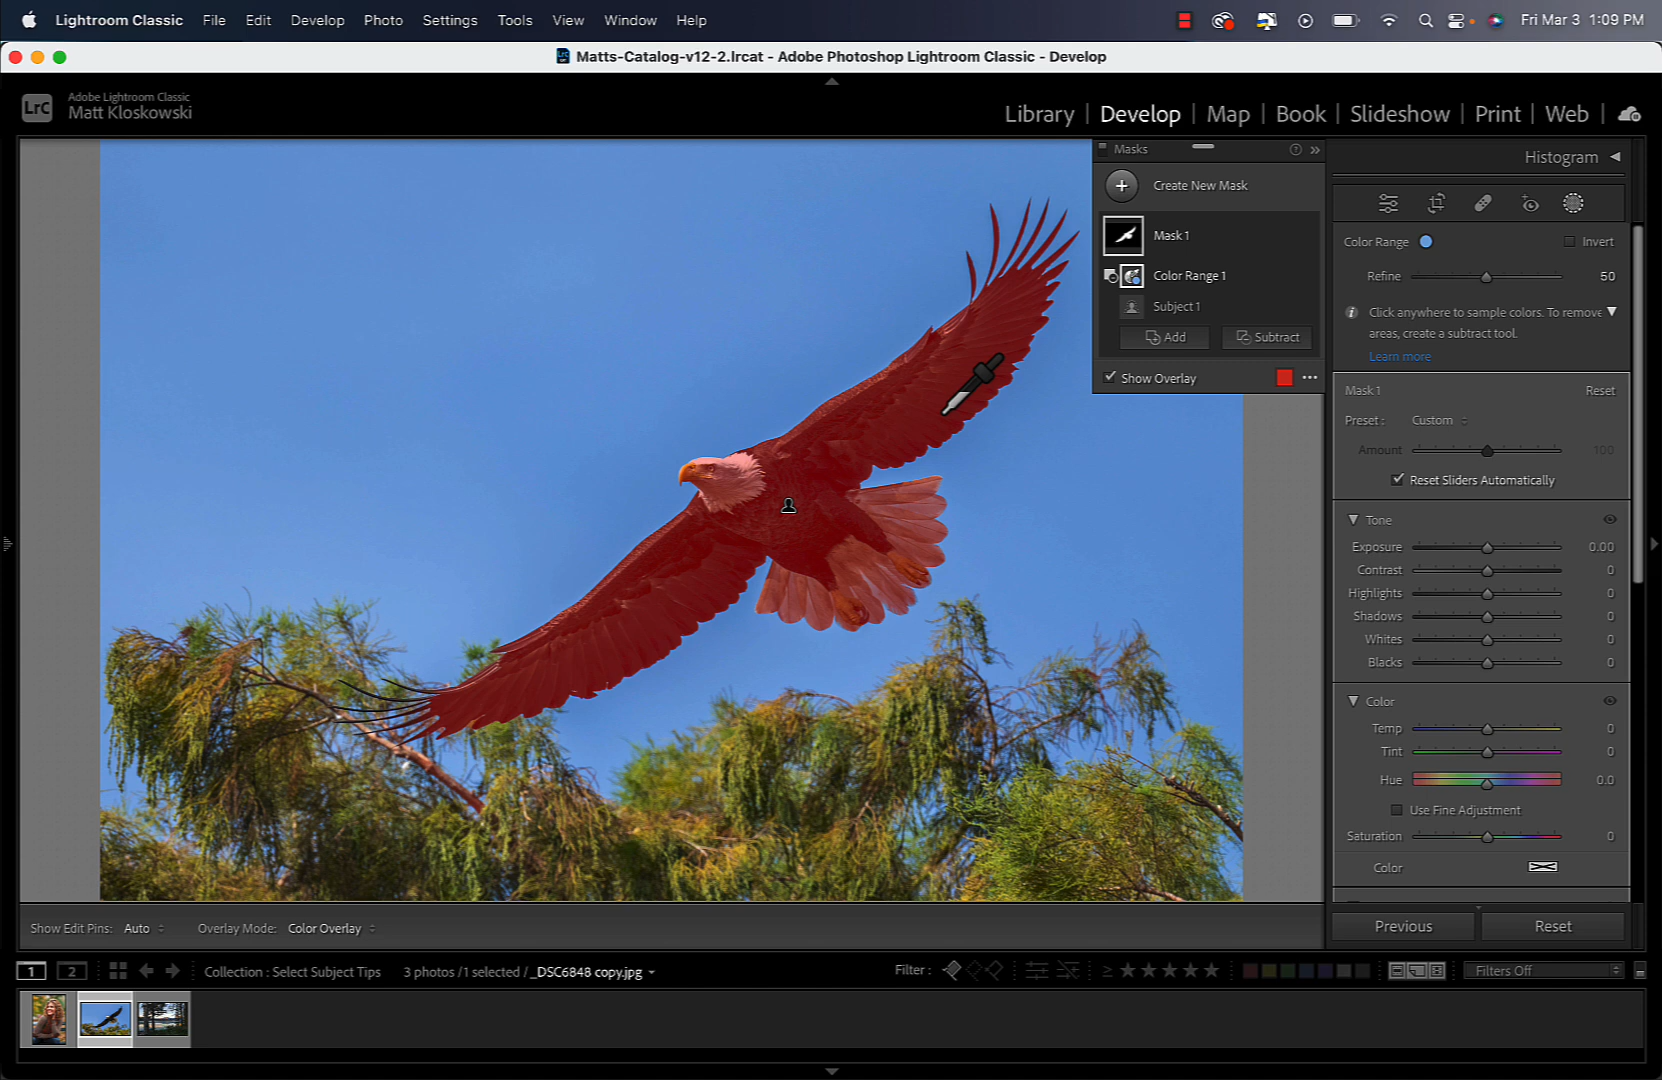 Lightroom Classic File Edit Develop Photo Settings Tools View Window Help Fri Mar 3 1:09 PM
Matts-Catalog-v12-2.lrcat - Adobe Photoshop Lightroom Classic - Develop
LrC
Adobe Lightroom Classic
Matt Kloskowski
Library | Develop | Map | Book | Slideshow | Print | Web |
Masks
Create New Mask
Mask 1
Color Range 1
Subject 1
Add Subtract
Show Overlay
Histogram
Color Range Invert
Refine 50
Click anywhere to sample colors. To remove
areas, create a subtract tool.
Learn more
Mask 1 Reset
Preset : Custom
Amount 100
Reset Sliders Automatically
Tone
Exposure 0.00
Contrast 0
Highlights 0
Shadows 0
Whites 0
Blacks 0
Color
Temp 0
Tint 0
Hue 0.0
Use Fine Adjustment
Saturation 0
Color
Previous Reset
Show Edit Pins: Auto Overlay Mode: Color Overlay
1 2 Collection : Select Subject Tips 3 photos /1 selected /_DSC6848 copy.jpg Filter : ≥ ★★★★★ Filters Off